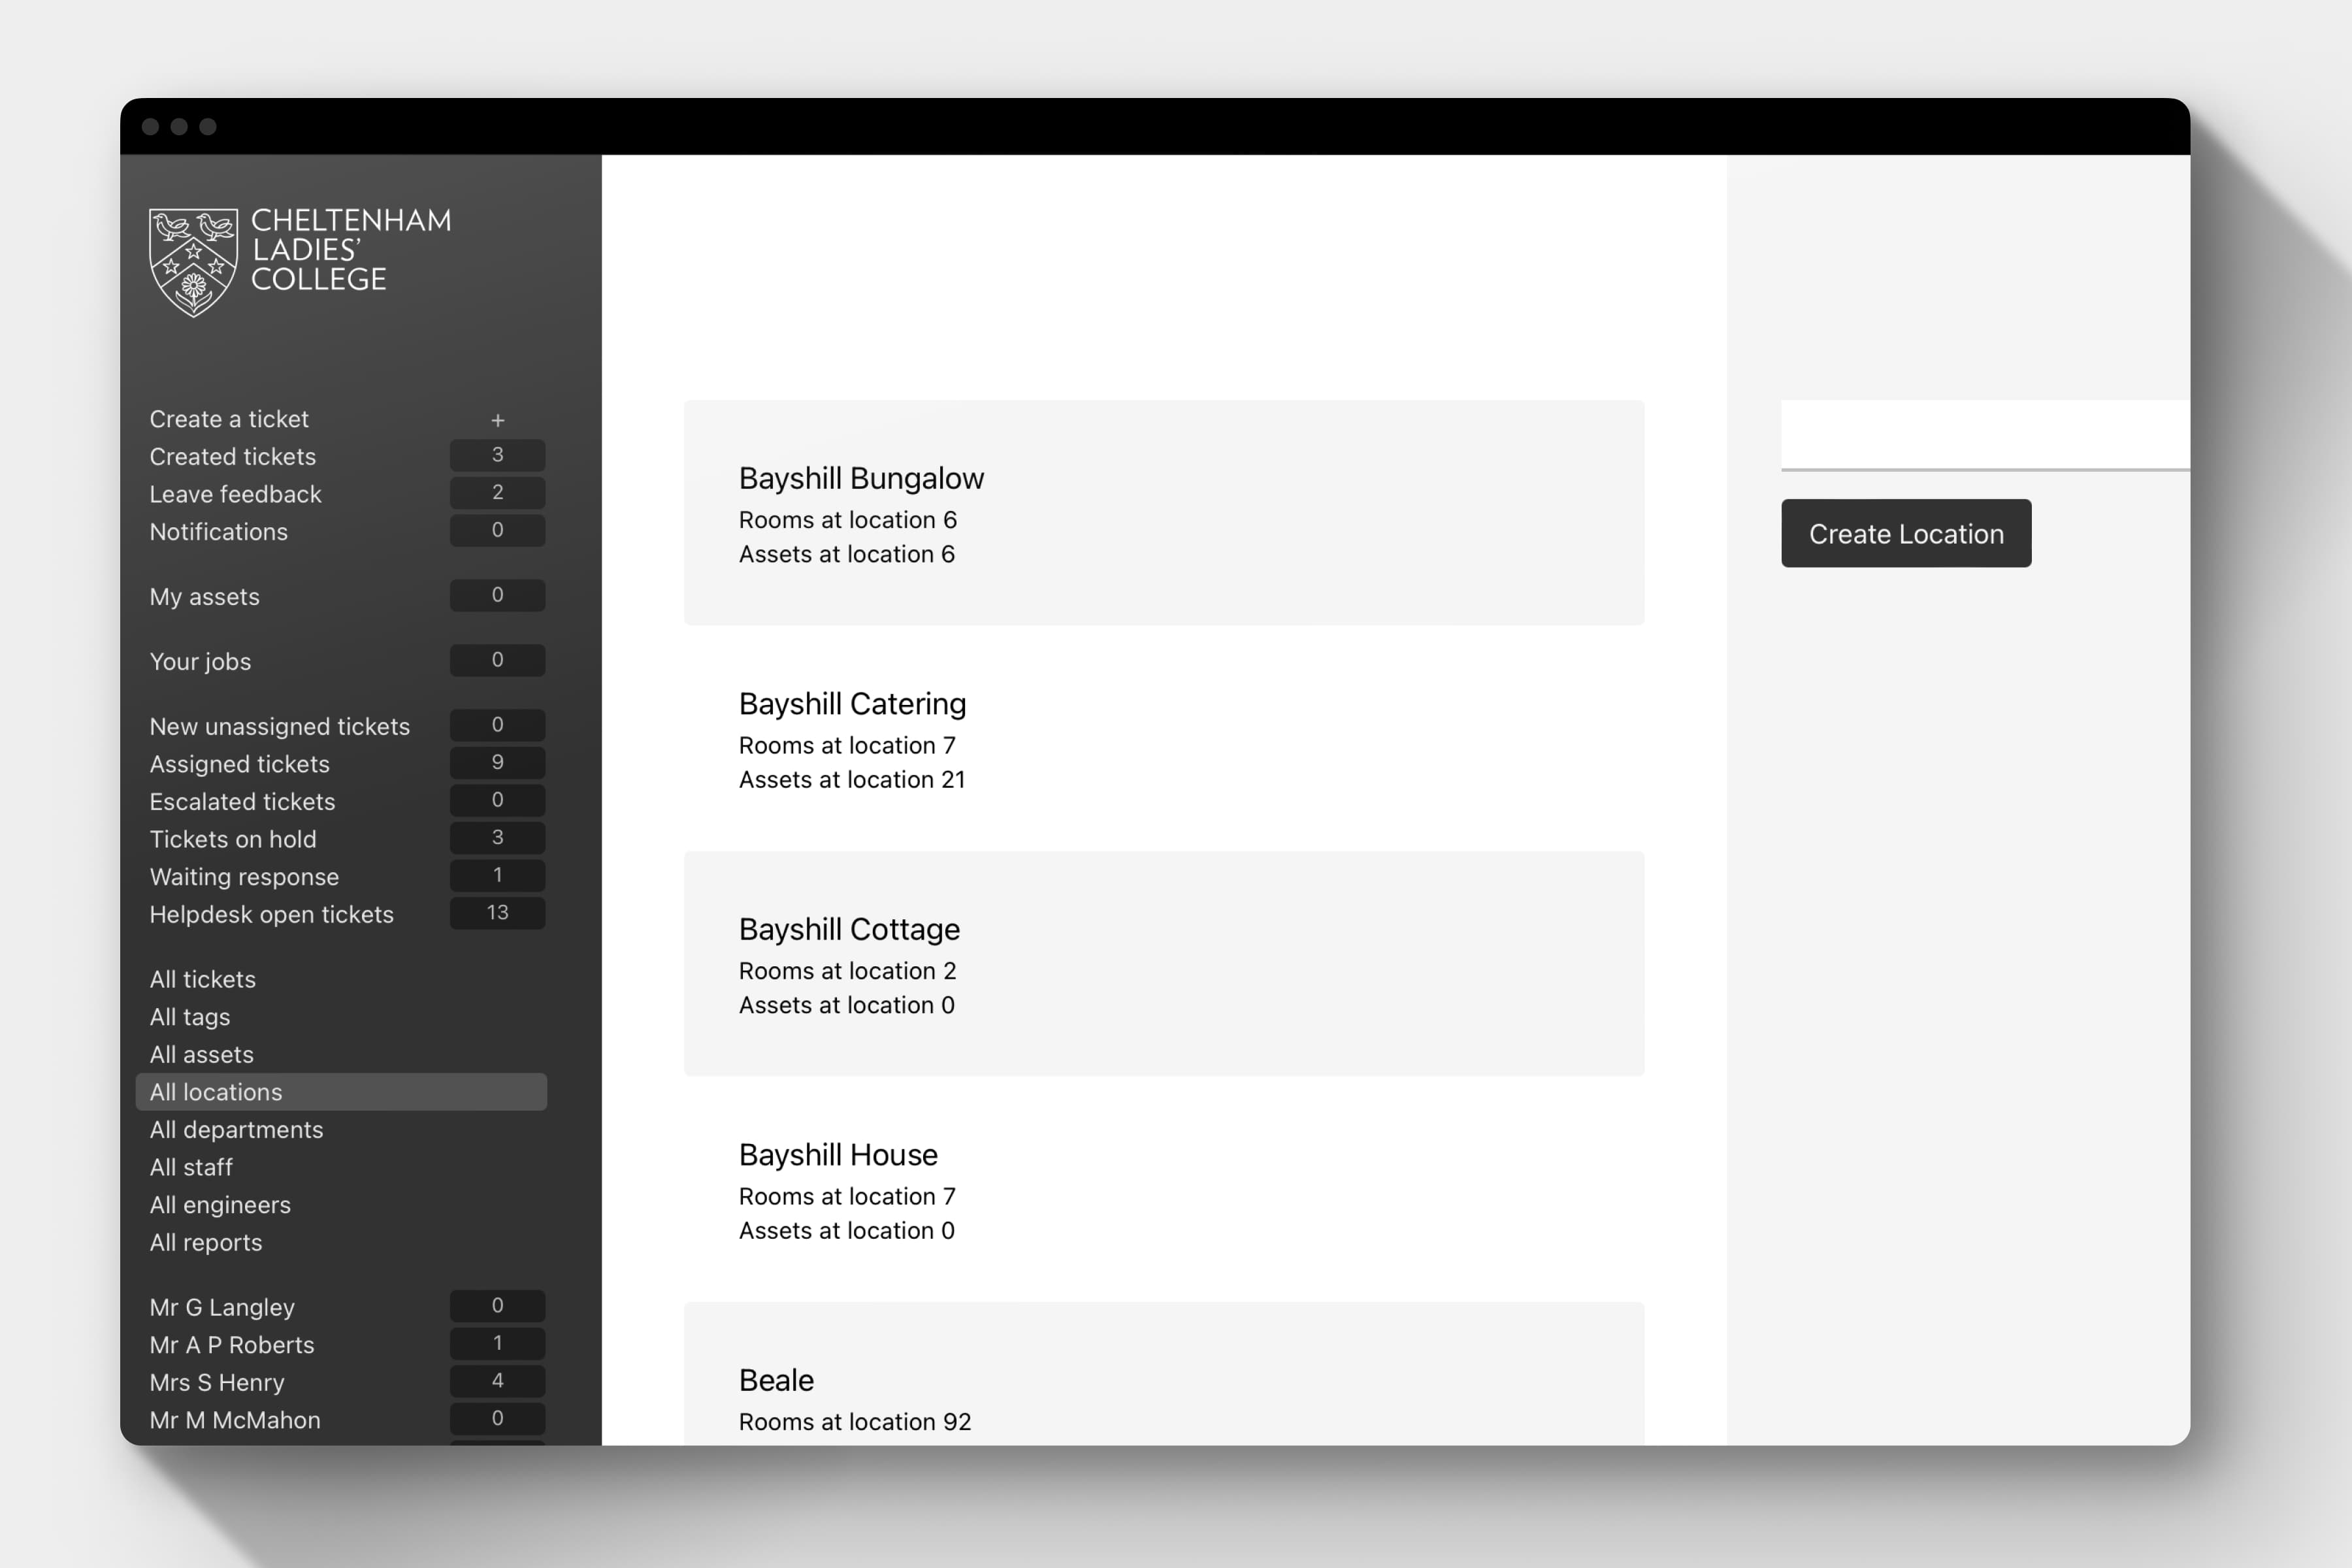 CHELTENHAM
LADIES'
COLLEGE
Create a ticket +
Created tickets 3
Leave feedback 2
Notifications 0
My assets 0
Your jobs 0
New unassigned tickets 0
Assigned tickets 9
Escalated tickets 0
Tickets on hold 3
Waiting response 1
Helpdesk open tickets 13
All tickets
All tags
All assets
All locations
All departments
All staff
All engineers
All reports
Mr G Langley 0
Mr A P Roberts 1
Mrs S Henry 4
Mr M McMahon 0
Bayshill Bungalow
Rooms at location 6
Assets at location 6
Bayshill Catering
Rooms at location 7
Assets at location 21
Bayshill Cottage
Rooms at location 2
Assets at location 0
Bayshill House
Rooms at location 7
Assets at location 0
Beale
Rooms at location 92
Create Location